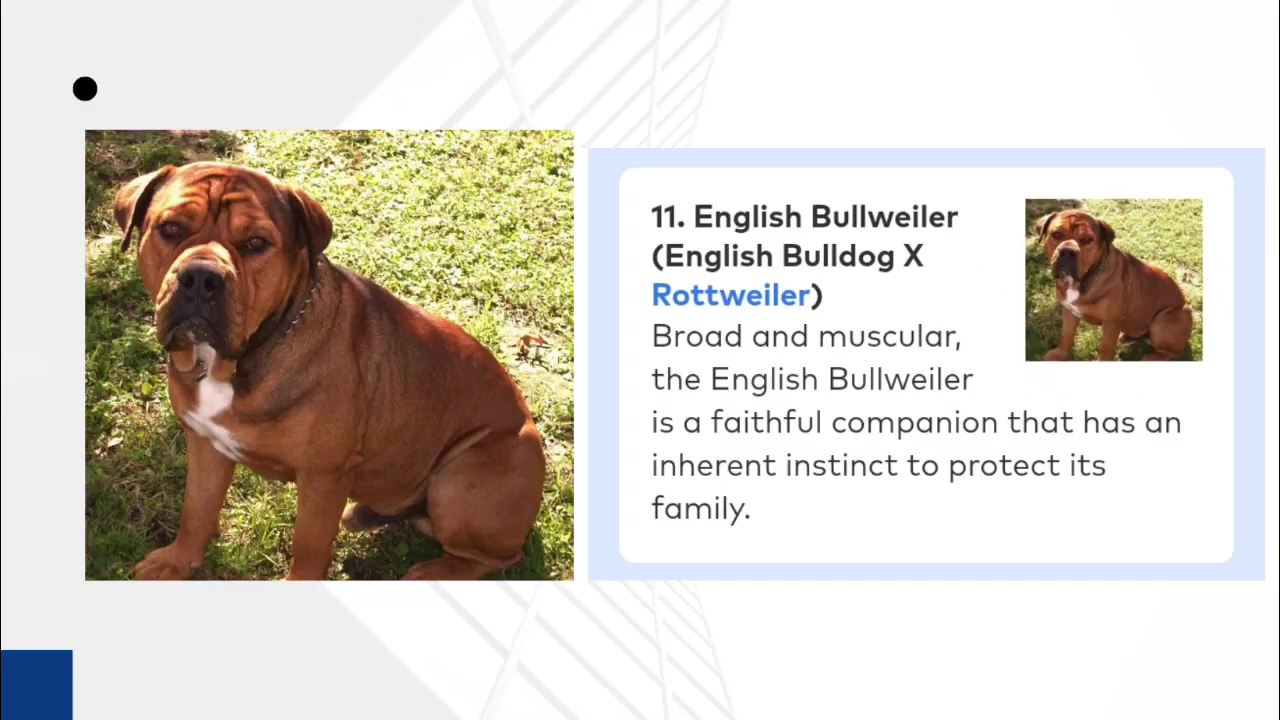 11. English Bullweiler
(English Bulldog X
Rottweiler)
Broad and muscular,
the English Bullweiler
is a faithful companion that has an
inherent instinct to protect its
family.